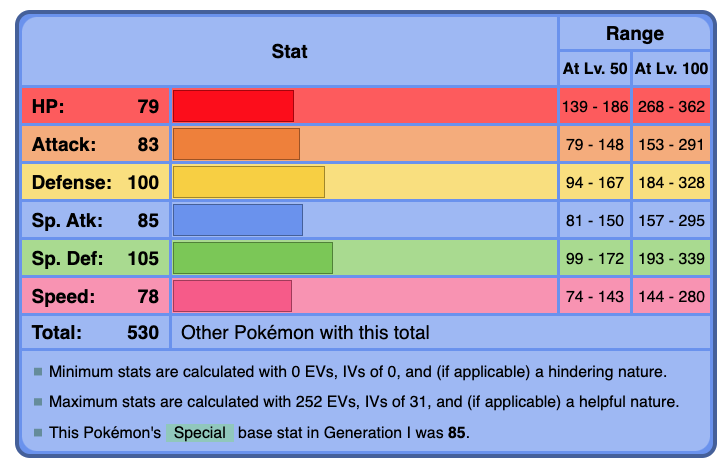 Stat Range
At Lv. 50 At Lv. 100
HP: 79 139 - 186 268 - 362
Attack: 83 79 - 148 153 - 291
Defense: 100 94 - 167 184 - 328
Sp. Atk: 85 81 - 150 157 - 295
Sp. Def: 105 99 - 172 193 - 339
Speed: 78 74 - 143 144 - 280
Total: 530 Other Pokémon with this total
Minimum stats are calculated with 0 EVs, IVs of 0, and (if applicable) a hindering nature.
Maximum stats are calculated with 252 EVs, IVs of 31, and (if applicable) a helpful nature.
This Pokémon's Special base stat in Generation I was 85.